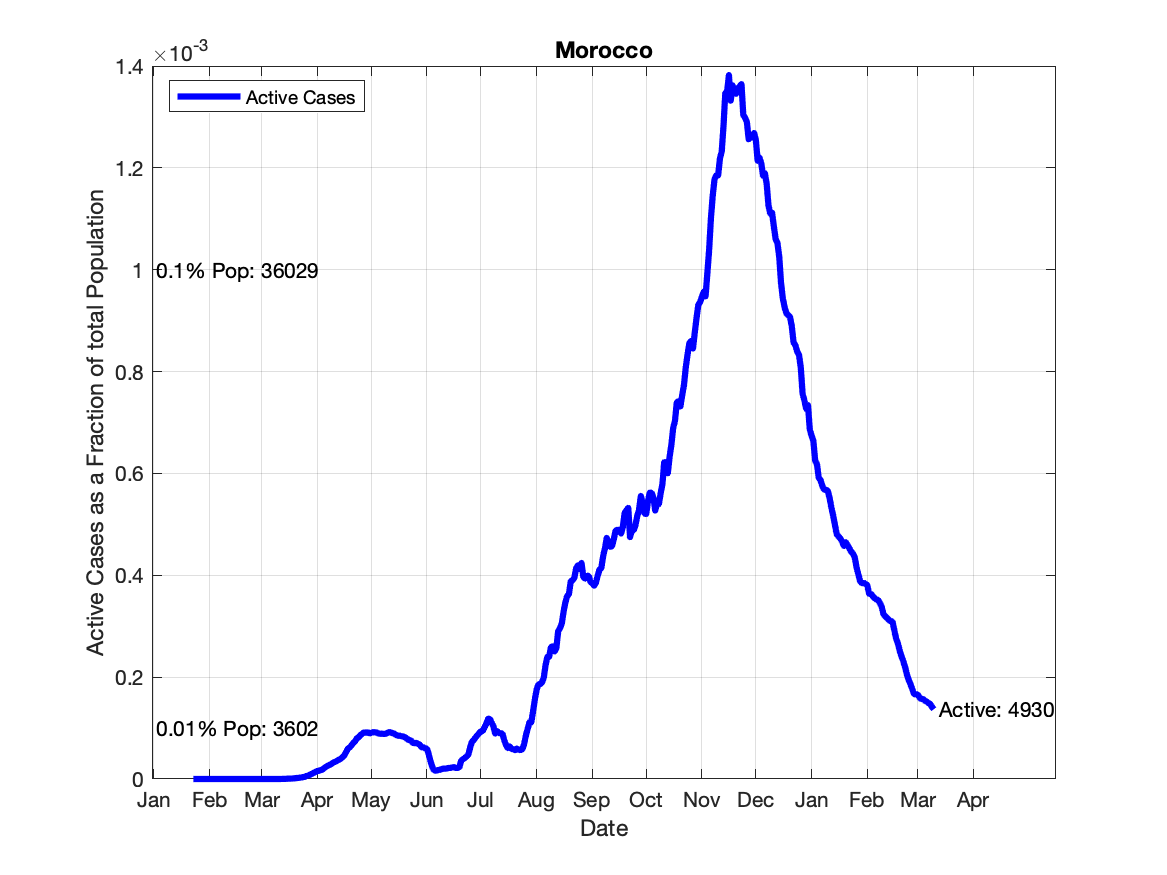 Morocco
×10-3
1.4
1.2
1
0.8
0.6
0.4
0.2
0
Active Cases as a Fraction of total Population
Active Cases
0.1% Pop: 36029
0.01% Pop: 3602
Active: 4930
Jan Feb Mar Apr May Jun Jul Aug Sep Oct Nov Dec Jan Feb Mar Apr
Date